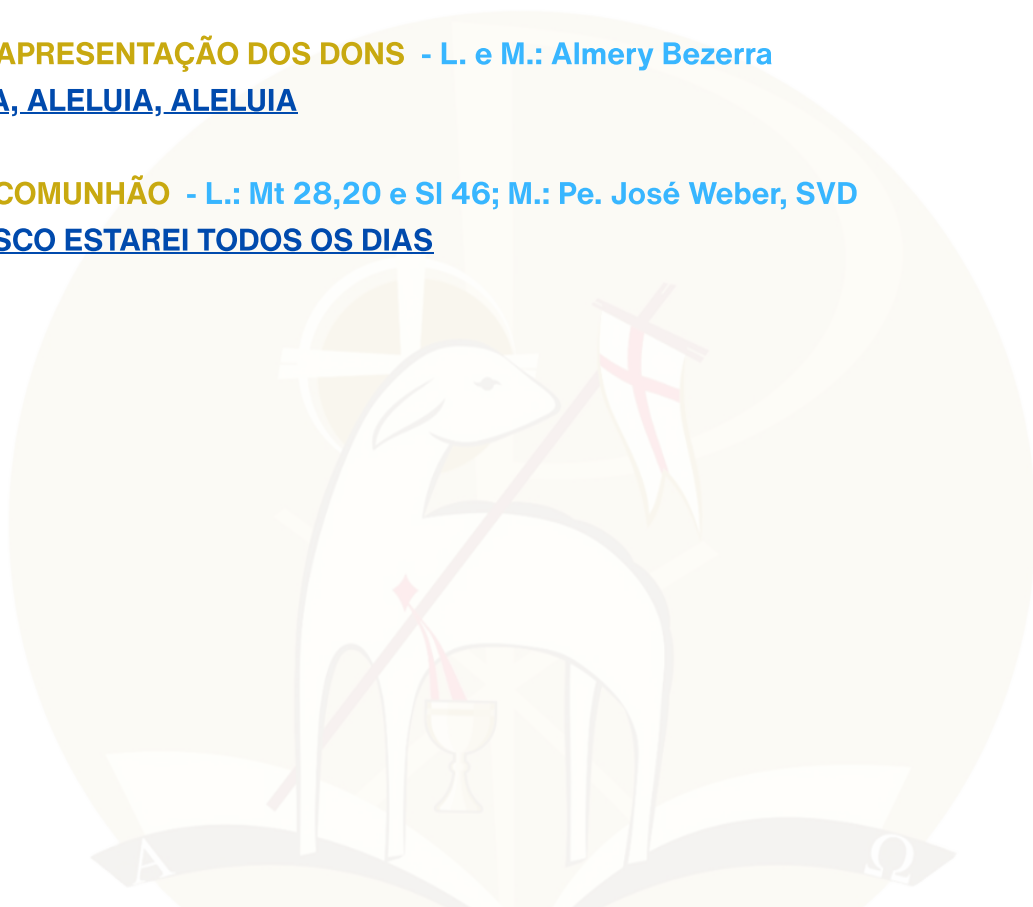 APRESENTAÇÃO DOS DONS - L. e M.: Almery Bezerra
A, ALELUIA, ALELUIA
COMUNHÃO - L.: Mt 28,20 e Sl 46; M.: Pe. José Weber, SVD
SCO ESTAREI TODOS OS DIAS
Α Ω